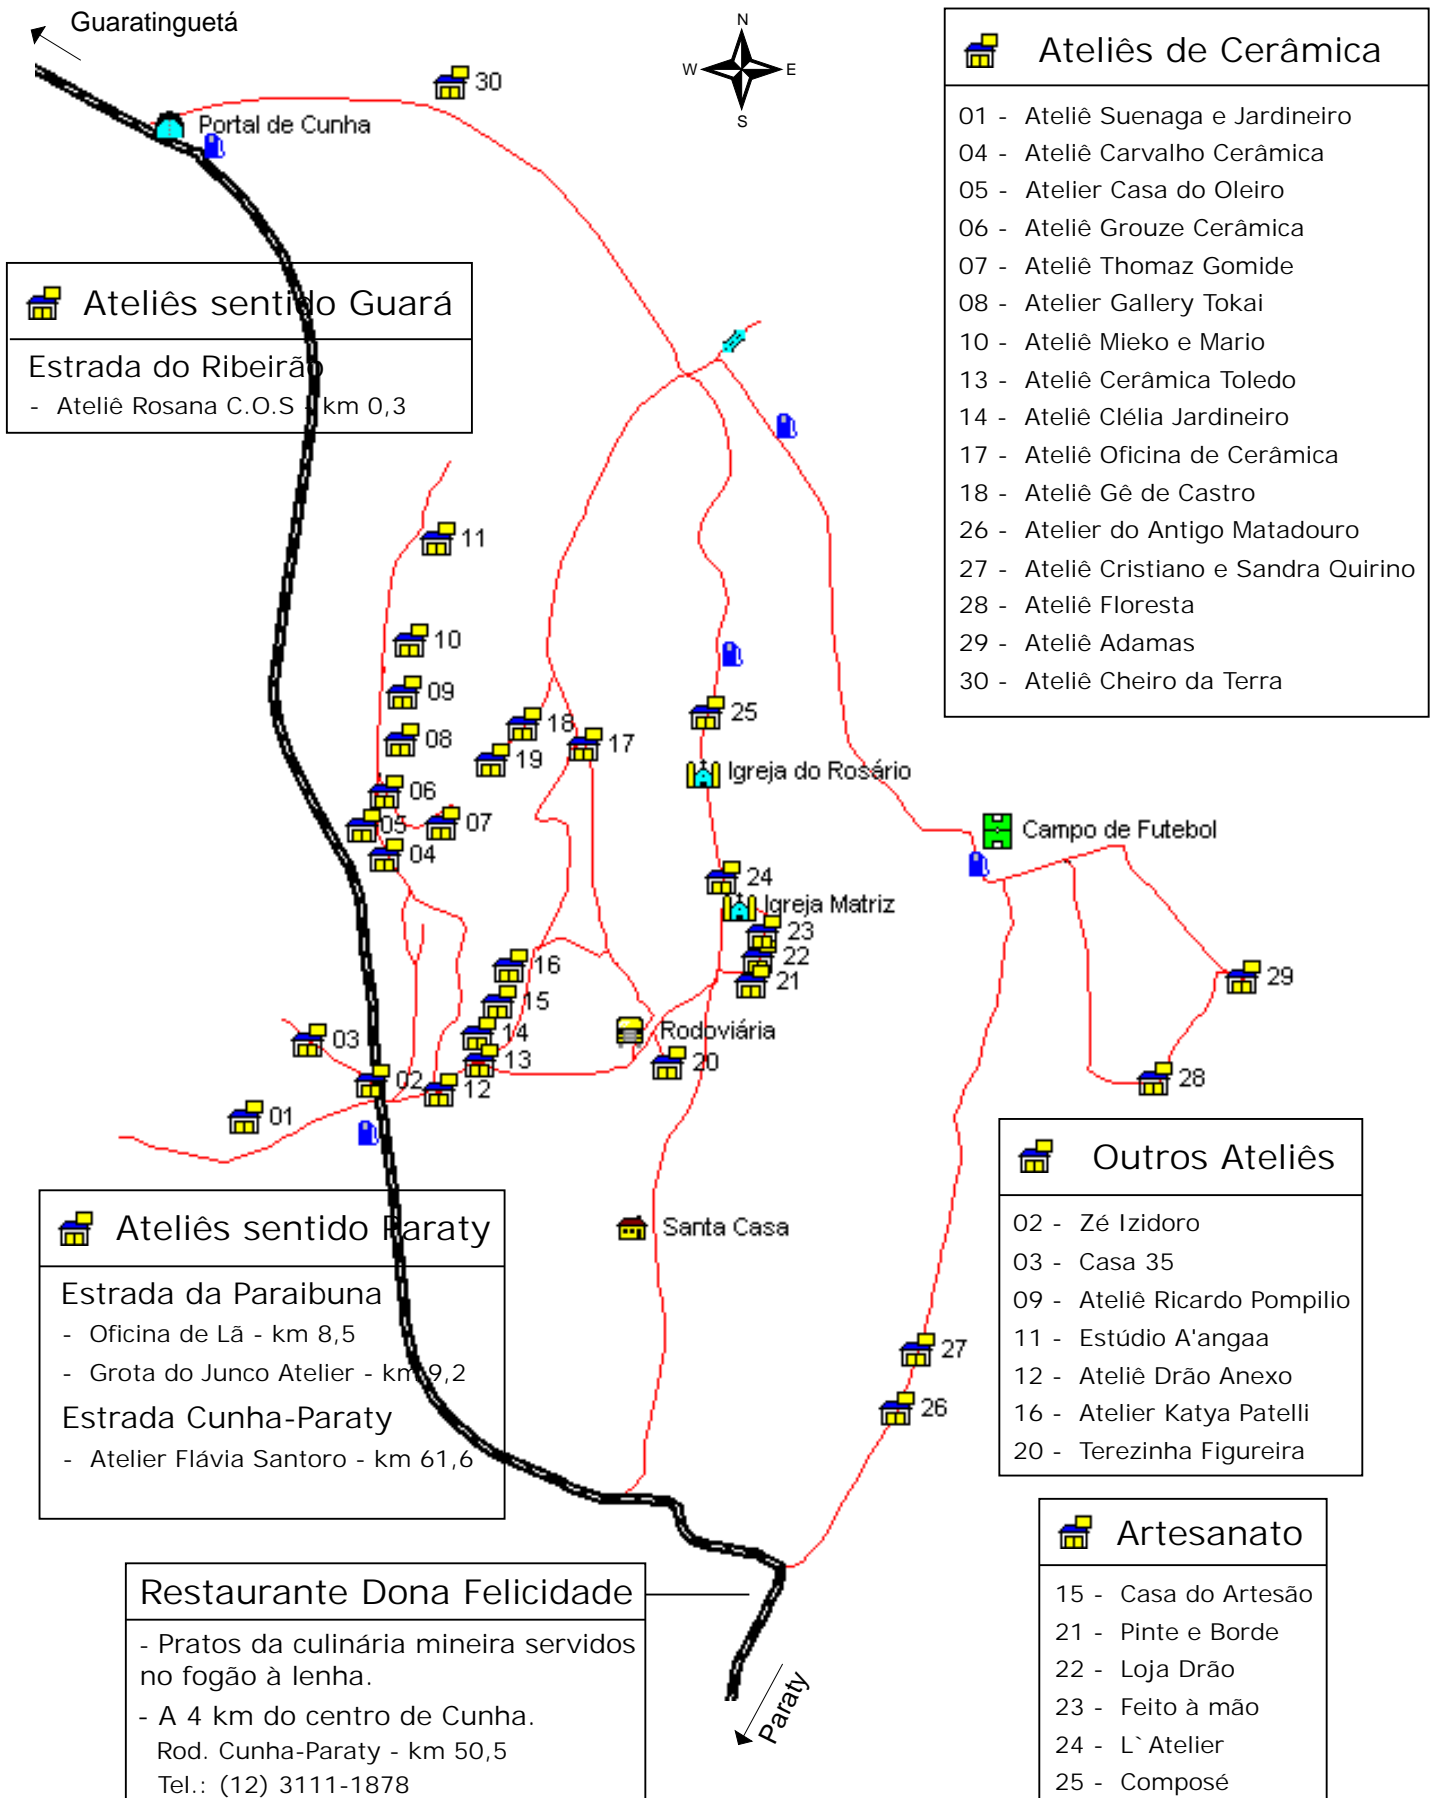 Guaratinguetá
N
W E
S
30
Portal de Cunha
Ateliês de Cerâmica
01 - Ateliê Suenaga e Jardineiro
04 - Ateliê Carvalho Cerâmica
05 - Atelier Casa do Oleiro
06 - Ateliê Grouze Cerâmica
07 - Ateliê Thomaz Gomide
08 - Atelier Gallery Tokai
10 - Ateliê Mieko e Mario
13 - Ateliê Cerâmica Toledo
14 - Ateliê Clélia Jardineiro
17 - Ateliê Oficina de Cerâmica
18 - Ateliê Gê de Castro
26 - Atelier do Antigo Matadouro
27 - Ateliê Cristiano e Sandra Quirino
28 - Ateliê Floresta
29 - Ateliê Adamas
30 - Ateliê Cheiro da Terra
Ateliês sentido Guará
Estrada do Ribeirão
- Ateliê Rosana C.O.S - km 0,3
11
10
09
08
18
19
17
25
Igreja do Rosário
06
05
07
04
Campo de Futebol
24
Igreja Matriz
23
22
21
16
15
14
13
29
Rodoviária
20
03
02
12
01
28
Santa Casa
27
26
Ateliês sentido Paraty
Estrada da Paraibuna
- Oficina de Lã - km 8,5
- Grota do Junco Atelier - km 9,2
Estrada Cunha-Paraty
- Atelier Flávia Santoro - km 61,6
Outros Ateliês
02 - Zé Izidoro
03 - Casa 35
09 - Ateliê Ricardo Pompilio
11 - Estúdio A'angaa
12 - Ateliê Drão Anexo
16 - Atelier Katya Patelli
20 - Terezinha Figureira
Artesanato
15 - Casa do Artesão
21 - Pinte e Borde
22 - Loja Drão
23 - Feito à mão
24 - L`Atelier
25 - Composé
Restaurante Dona Felicidade
- Pratos da culinária mineira servidos
no fogão à lenha.
- A 4 km do centro de Cunha.
Rod. Cunha-Paraty - km 50,5
Tel.: (12) 3111-1878
Paraty